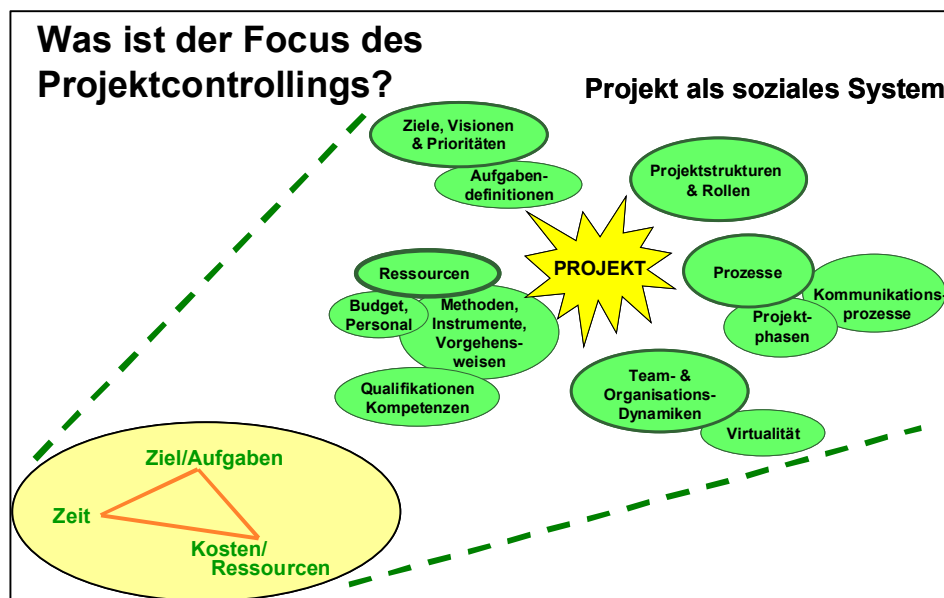 Was ist der Focus des
Projektcontrollings?
Projekt als soziales System
Ziele, Visionen
& Prioritäten
Aufgaben-
definitionen
Projektstrukturen
& Rollen
PROJEKT
Ressourcen
Budget,
Personal
Methoden,
Instrumente,
Vorgehens-
weisen
Qualifikationen
Kompetenzen
Prozesse
Kommunikations-
prozesse
Projekt-
phasen
Team- &
Organisations-
Dynamiken
Virtualität
Ziel/Aufgaben
Zeit
Kosten/
Ressourcen